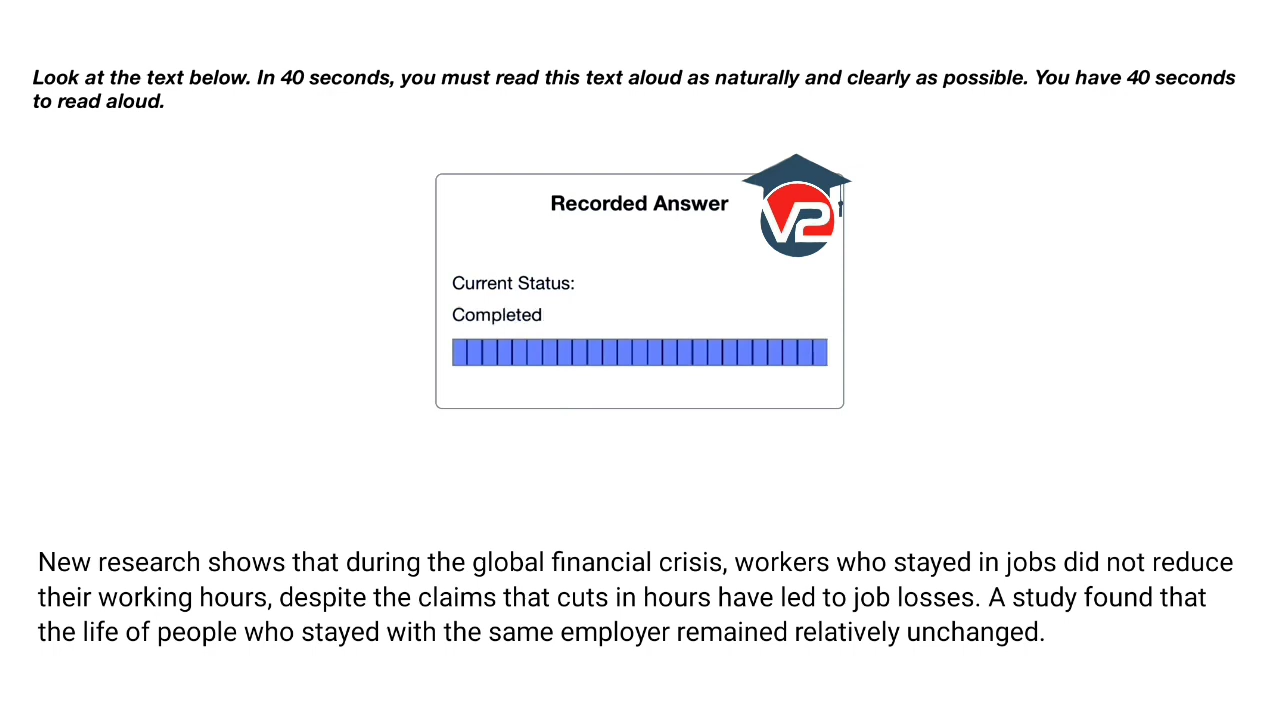 Look at the text below. In 40 seconds, you must read this text aloud as naturally and clearly as possible. You have 40 seconds
to read aloud.
Recorded Answer
V2
Current Status:
Completed
New research shows that during the global financial crisis, workers who stayed in jobs did not reduce
their working hours, despite the claims that cuts in hours have led to job losses. A study found that
the life of people who stayed with the same employer remained relatively unchanged.